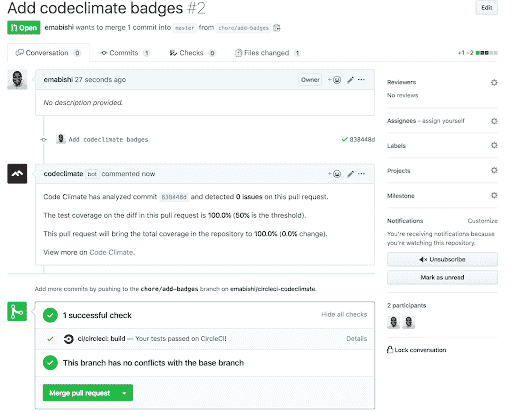 Add codeclimate badges #2
Edit
Open emabishi wants to merge 1 commit into master from chore/add-badges
Conversation 0 Commits 1 Checks 0 Files changed 1 +1 −2
emabishi 27 seconds ago Owner
No description provided.
Add codeclimate badges 838448d
codeclimate bot commented now
Code Climate has analyzed commit 838448d and detected 0 issues on this pull request.
The test coverage on the diff in this pull request is 100.0% (50% is the threshold).
This pull request will bring the total coverage in the repository to 100.0% (0.0% change).
View more on Code Climate.
Add more commits by pushing to the chore/add-badges branch on emabishi/circleci-codeclimate.
1 successful check Hide all checks
ci/circleci: build — Your tests passed on CircleCI! Details
This branch has no conflicts with the base branch
Merge pull request
Reviewers
No reviews
Assignees – assign yourself
Labels
Projects
Milestone
Notifications Customize
You're receiving notifications because
you're watching this repository.
Unsubscribe
Mark as unread
2 participants
Lock conversation